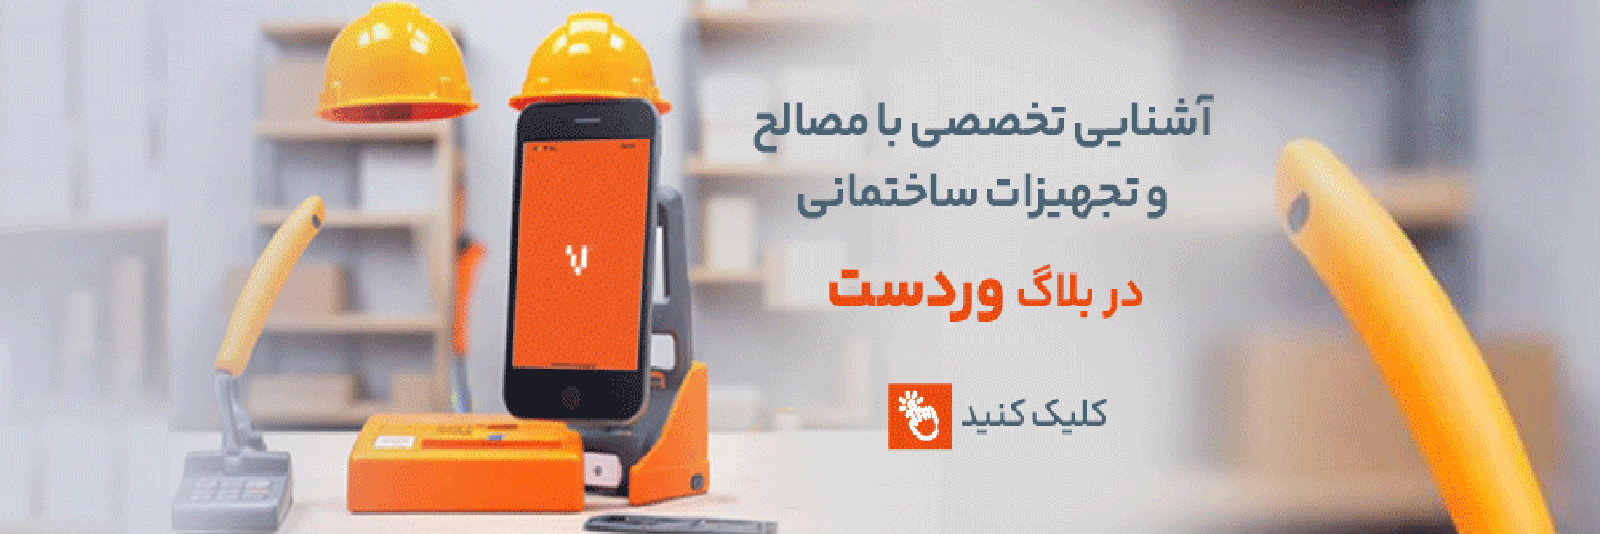 آشنایی تخصصی با مصالح
و تجهیزات ساختمانی
در بلاگ وردست
کلیک کنید